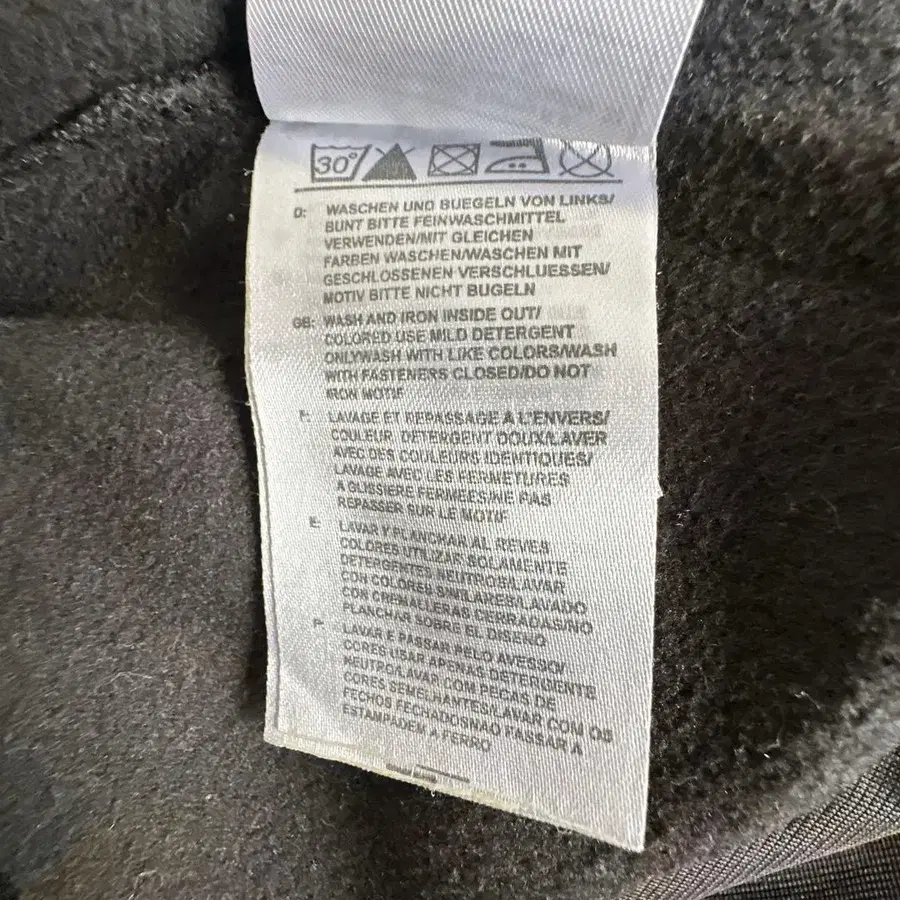 30°
D: WASCHEN UND BUEGELN VON LINKS/
BUNT BITTE FEINWASCHMITTEL
VERWENDEN/MIT GLEICHEN
FARBEN WASCHEN/WASCHEN MIT
GESCHLOSSENEN VERSCHLUESSEN/
MOTIV BITTE NICHT BUGELN
GB: WASH AND IRON INSIDE OUT/
COLORED USE MILD DETERGENT
ONLYWASH WITH LIKE COLORS/WASH
WITH FASTENERS CLOSED/DO NOT
IRON MOTIF
F: LAVAGE ET REPASSAGE A L'ENVERS/
COULEUR DETERGENT DOUX/LAVER
AVEC DES COULEURS IDENTIQUES/
LAVAGE AVEC LES FERMETURES
A GLISSIERE FERMEES/NE PAS
REPASSER SUR LE MOTIF
E: LAVAR Y PLANCHAR AL REVES
COLORES UTILIZAR SOLAMENTE
DETERGENTES NEUTROS/LAVAR
CON COLORES SIMILARES/LAVADO
CON CREMALLERAS CERRADAS/NO
PLANCHAR SOBRE EL DISENO
P: LAVAR E PASSAR PELO AVESSO/
CORES USAR APENAS DETERGENTE
NEUTRO/LAVAR COM PECAS DE
CORES SEMELHANTES/LAVAR COM OS
FECHOS FECHADOSNAO PASSAR A
ESTAMPADEM A FERRO